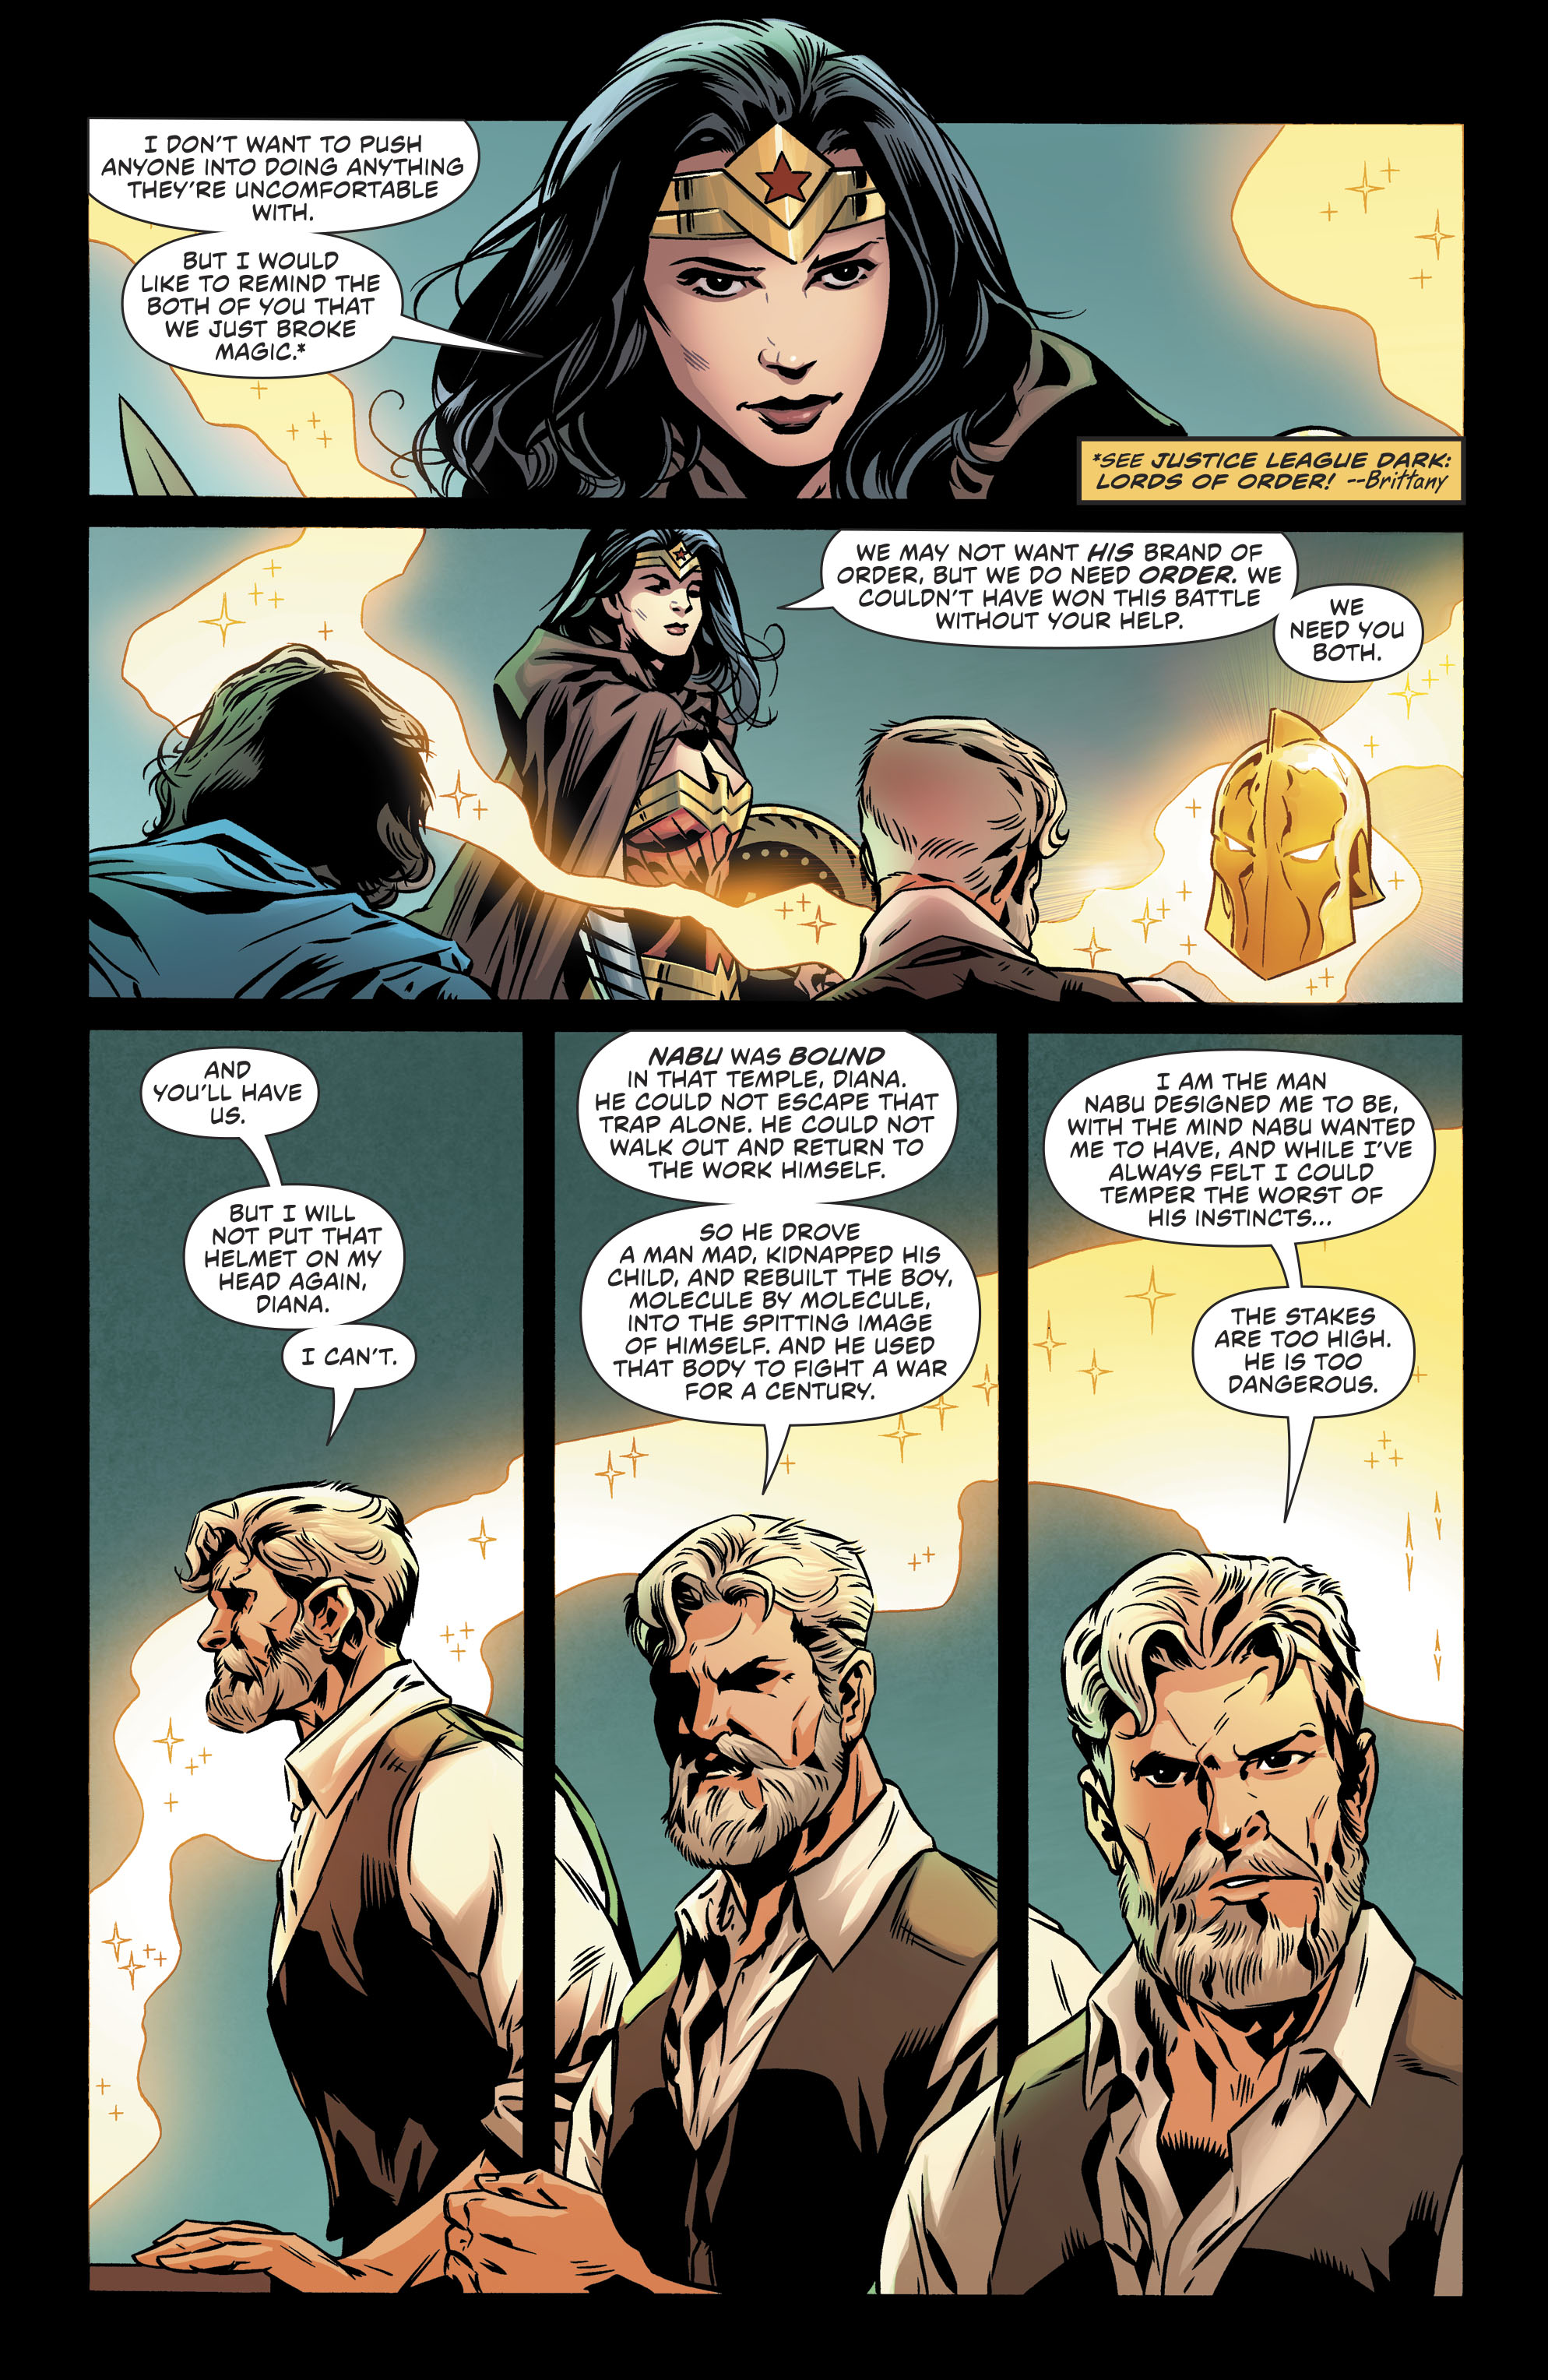 I DON'T WANT TO PUSH
ANYONE INTO DOING ANYTHING
THEY'RE UNCOMFORTABLE
WITH.
BUT I WOULD
LIKE TO REMIND THE
BOTH OF YOU THAT
WE JUST BROKE
MAGIC.*
*SEE JUSTICE LEAGUE DARK:
LORDS OF ORDER! --Brittany
WE MAY NOT WANT HIS BRAND OF
ORDER, BUT WE DO NEED ORDER. WE
COULDN'T HAVE WON THIS BATTLE
WITHOUT YOUR HELP.
WE
NEED YOU
BOTH.
AND
YOU'LL HAVE
US.
BUT I WILL
NOT PUT THAT
HELMET ON MY
HEAD AGAIN,
DIANA.
I CAN'T.
NABU WAS BOUND
IN THAT TEMPLE, DIANA.
HE COULD NOT ESCAPE THAT
TRAP ALONE. HE COULD NOT
WALK OUT AND RETURN TO
THE WORK HIMSELF.
SO HE DROVE
A MAN MAD, KIDNAPPED HIS
CHILD, AND REBUILT THE BOY,
MOLECULE BY MOLECULE,
INTO THE SPITTING IMAGE
OF HIMSELF. AND HE USED
THAT BODY TO FIGHT A WAR
FOR A CENTURY.
I AM THE MAN
NABU DESIGNED ME TO BE,
WITH THE MIND NABU WANTED
ME TO HAVE, AND WHILE I'VE
ALWAYS FELT I COULD
TEMPER THE WORST OF
HIS INSTINCTS...
THE STAKES
ARE TOO HIGH.
HE IS TOO
DANGEROUS.